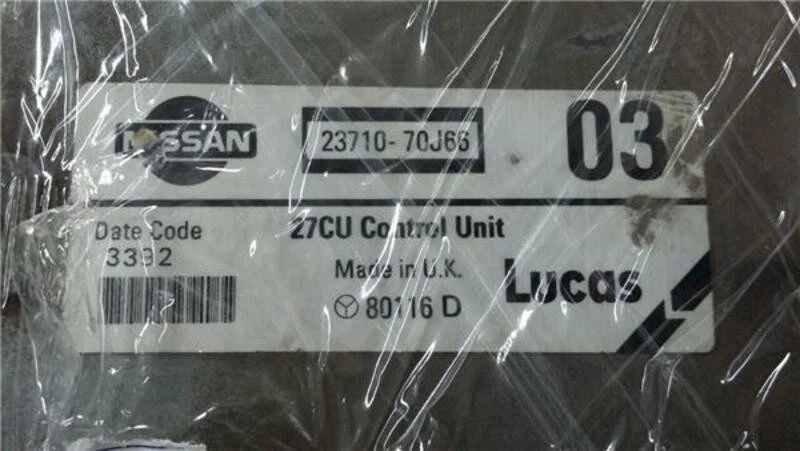 NISSAN
23710-70J66
03
Date Code
3392
27CU Control Unit
Made in U.K.
80116 D
Lucas